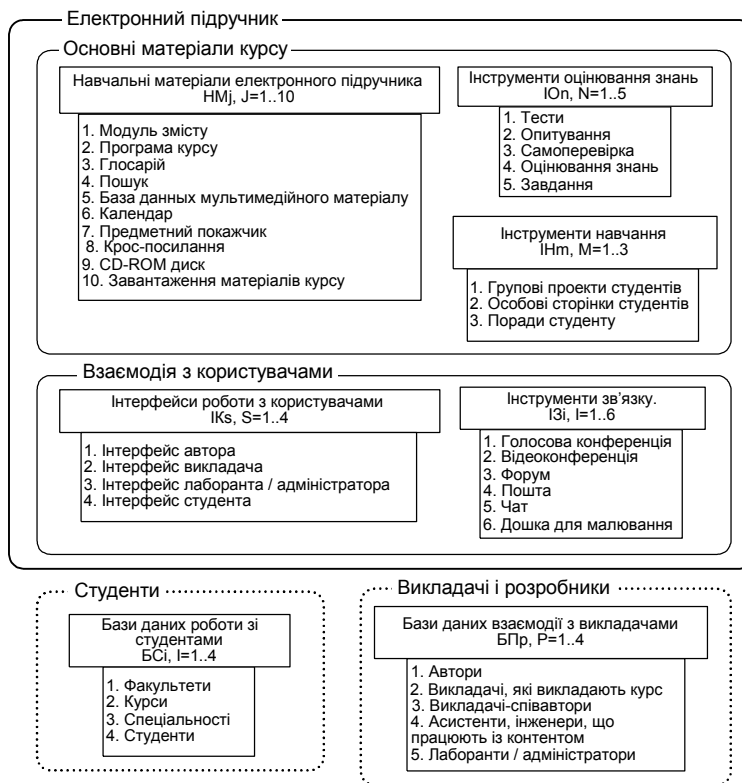 Електронний підручник
Основні матеріали курсу
Навчальні матеріали електронного підручника
НМj, J=1..10
1. Модуль змісту
2. Програма курсу
3. Глосарій
4. Пошук
5. База данных мультимедійного матеріалу
6. Календар
7. Предметний покажчик
8. Крос-посилання
9. CD-ROM диск
10. Завантаження матеріалів курсу
Інструменти оцінювання знань
ІОn, N=1..5
1. Тести
2. Опитування
3. Самоперевірка
4. Оцінювання знань
5. Завдання
Інструменти навчання
ІНm, M=1..3
1. Групові проекти студентів
2. Особові сторінки студентів
3. Поради студенту
Взаємодія з користувачами
Інтерфейси роботи з користувачами
ІКs, S=1..4
1. Інтерфейс автора
2. Інтерфейс викладача
3. Інтерфейс лаборанта / адміністратора
4. Інтерфейс студента
Інструменти зв'язку.
ІЗі, І=1..6
1. Голосова конференція
2. Відеоконференція
3. Форум
4. Пошта
5. Чат
6. Дошка для малювання
Студенти
Бази даних роботи зі
студентами
БСі, І=1..4
1. Факультети
2. Курси
3. Спеціальності
4. Студенти
Викладачі і розробники
Бази даних взаємодії з викладачами
БПр, Р=1..4
1. Автори
2. Викладачі, які викладають курс
3. Викладачі-співавтори
4. Асистенти, інженери, що
працюють із контентом
5. Лаборанти / адміністратори